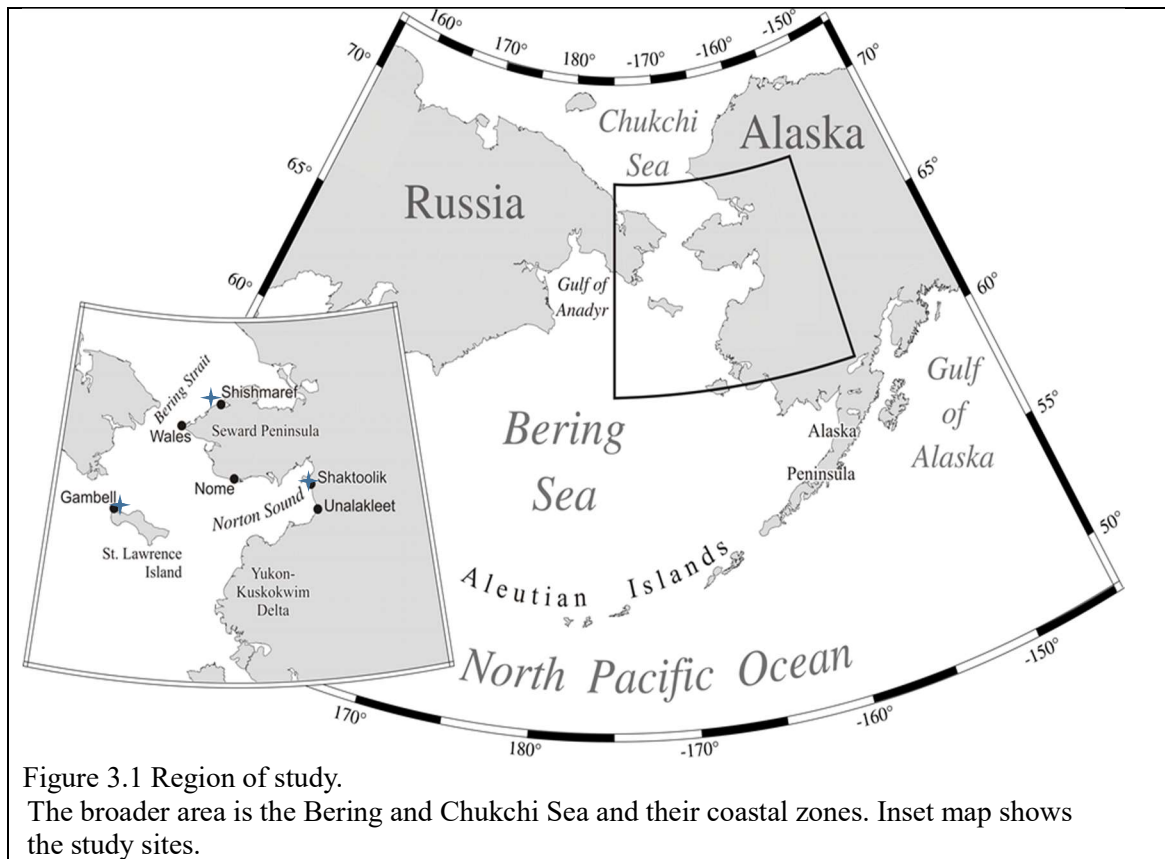 160°
170°
180°
-170°
-160°
-150°
70°
70°
Chukchi
Sea
Alaska
65°
65°
Russia
60°
60°
Gulf of
Anadyr
Bering Strait
Shishmaref
Wales
Seward Peninsula
Nome
Shaktoolik
Gambell
Norton Sound
Unalakleet
St. Lawrence
Island
Yukon-
Kuskokwim
Delta
Gulf
of
Alaska
55°
Bering
Sea
Alaska
Peninsula
50°
Aleutian Islands
North Pacific Ocean
170°
180°
-170°
-160°
-150°
Figure 3.1 Region of study.
The broader area is the Bering and Chukchi Sea and their coastal zones. Inset map shows
the study sites.